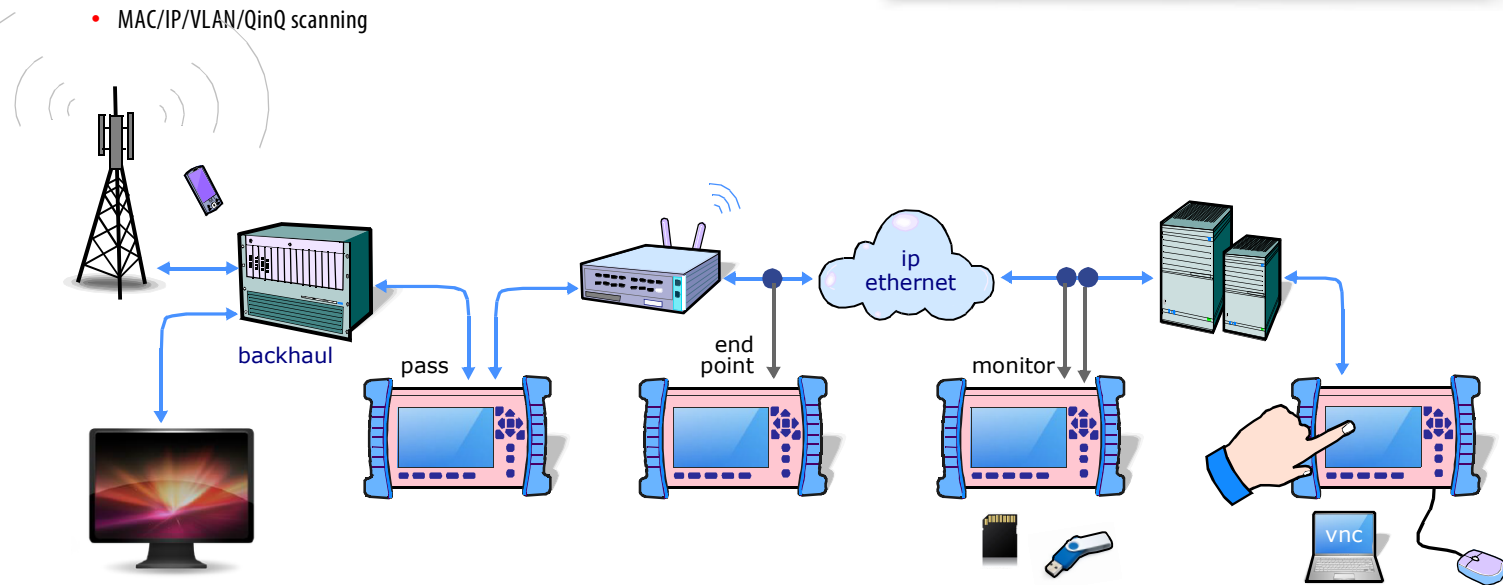 • MAC/IP/VLAN/QinQ scanning
ip
ethernet
backhaul
pass
end
point
monitor
vnc